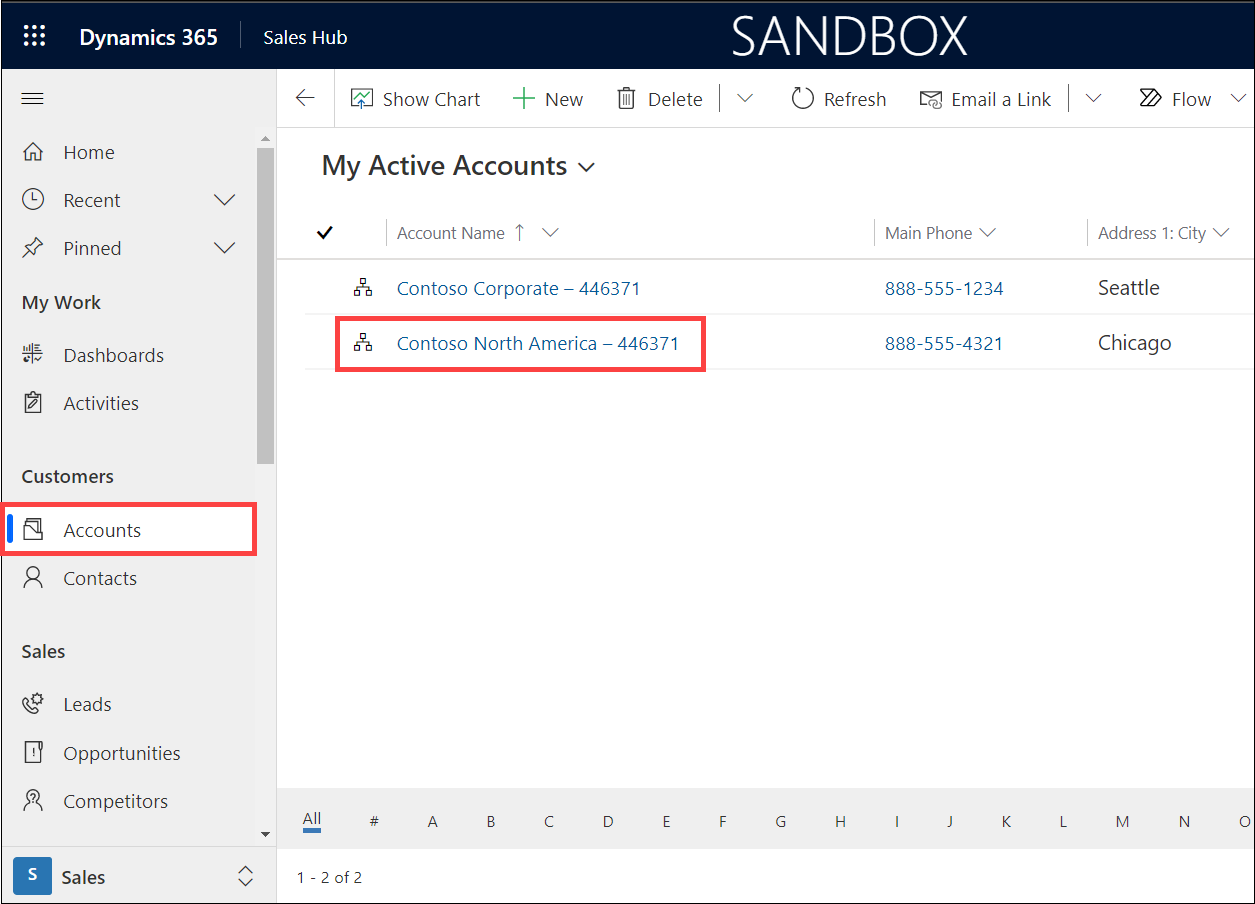 Dynamics 365 Sales Hub SANDBOX
Show Chart New Delete Refresh Email a Link Flow
Home
Recent
Pinned
My Work
Dashboards
Activities
Customers
Accounts
Contacts
Sales
Leads
Opportunities
Competitors
S Sales
My Active Accounts
Account Name Main Phone Address 1: City
Contoso Corporate – 446371 888-555-1234 Seattle
Contoso North America – 446371 888-555-4321 Chicago
All # A B C D E F G H I J K L M N O
1 - 2 of 2